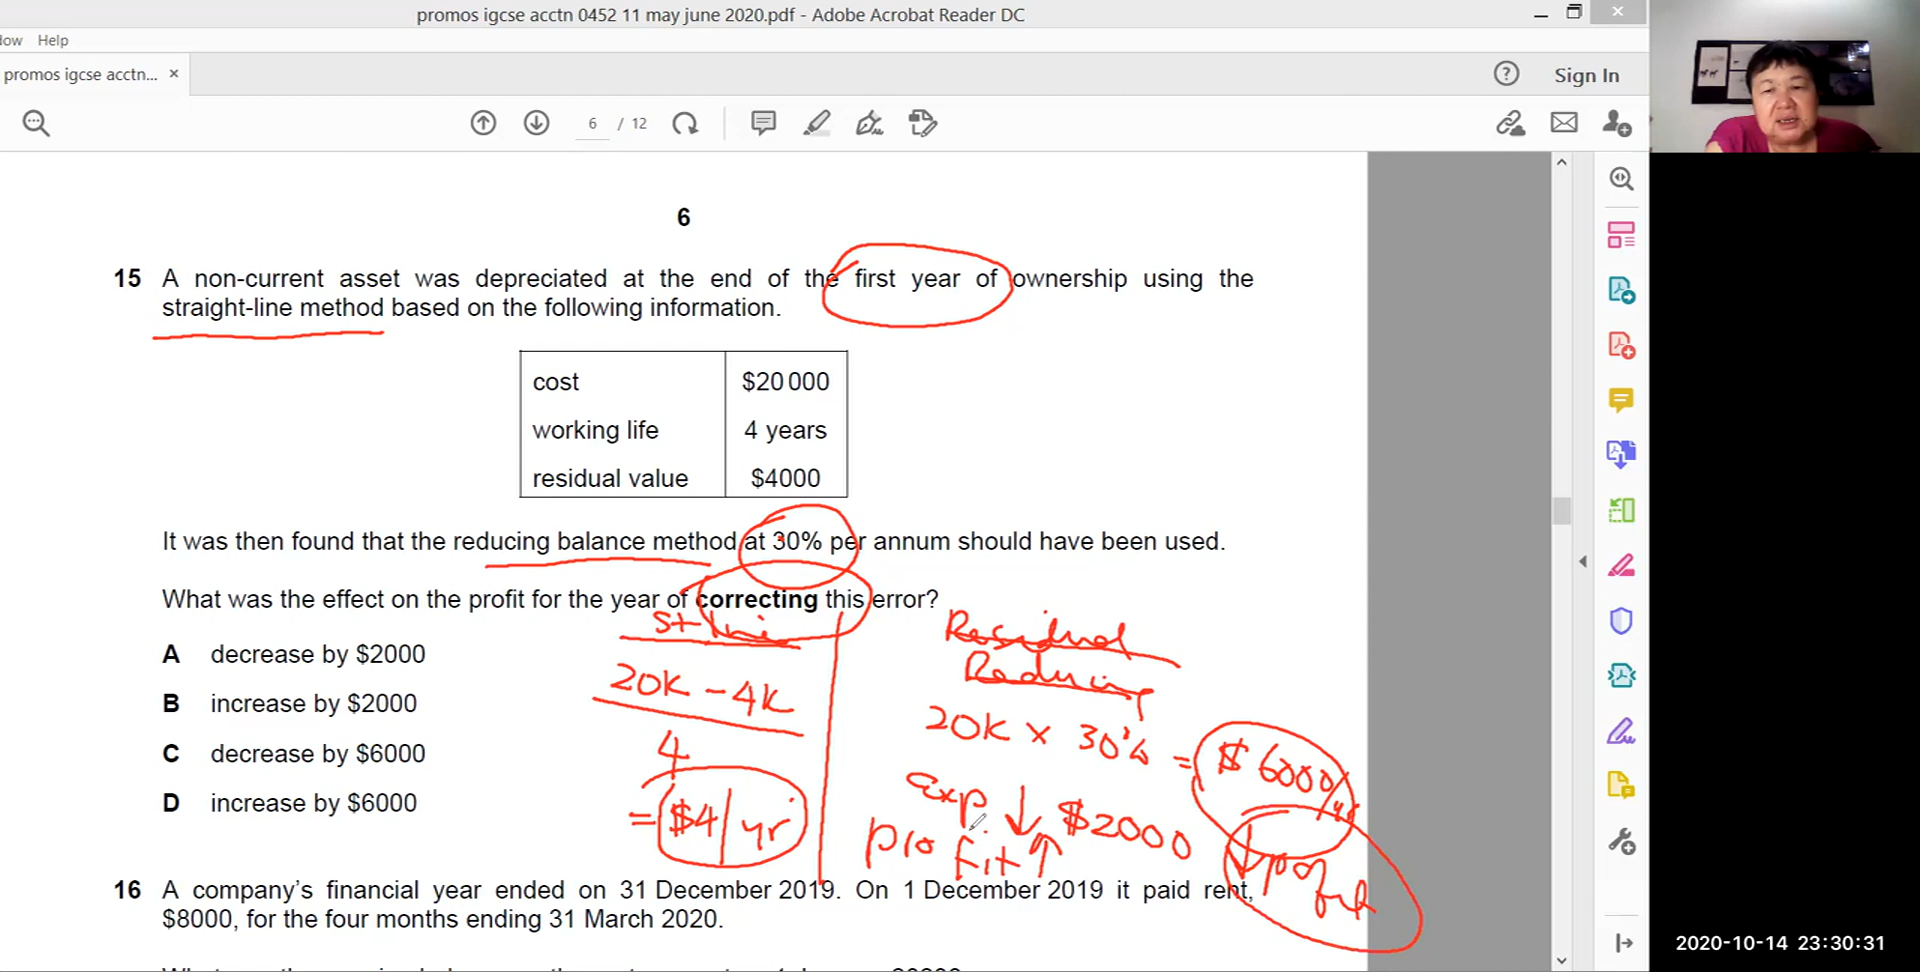 promos igcse acctn 0452 11 may june 2020.pdf - Adobe Acrobat Reader DC
dow Help
promos igcse acctn... ×
Sign In
6 / 12
6
15 A non-current asset was depreciated at the end of the first year of ownership using the
straight-line method based on the following information.
cost $20 000
working life 4 years
residual value $4000
It was then found that the reducing balance method at 30% per annum should have been used.
What was the effect on the profit for the year of correcting this error?
St line
Residual
A decrease by $2000
Reducing
20K - 4K
B increase by $2000
20K × 30%
= $6000/yr
4
C decrease by $6000
Exp ↓ $2000
D increase by $6000
= $4/yr
profit ↑
↓ profit
16 A company's financial year ended on 31 December 2019. On 1 December 2019 it paid rent,
$8000, for the four months ending 31 March 2020.
2020-10-14 23:30:31